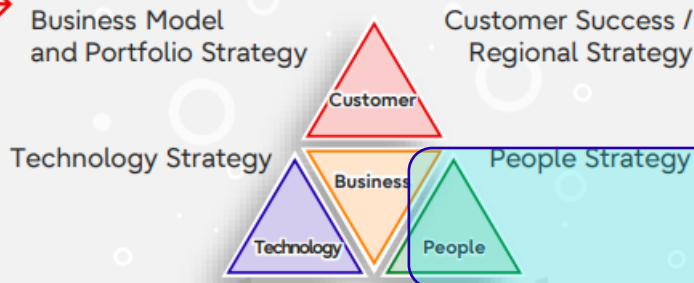 Business Model
and Portfolio Strategy
Customer Success /
Regional Strategy
Customer
Technology Strategy
People Strategy
Business
Technology
People